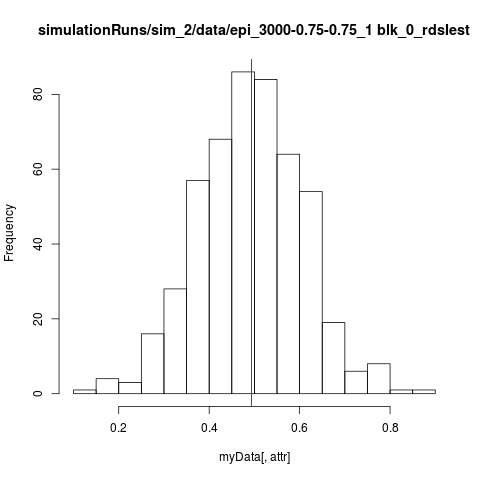 simulationRuns/sim_2/data/epi_3000-0.75-0.75_1 blk_0_rdslest
Frequency
80
60
40
20
0
0.2 0.4 0.6 0.8
myData[, attr]